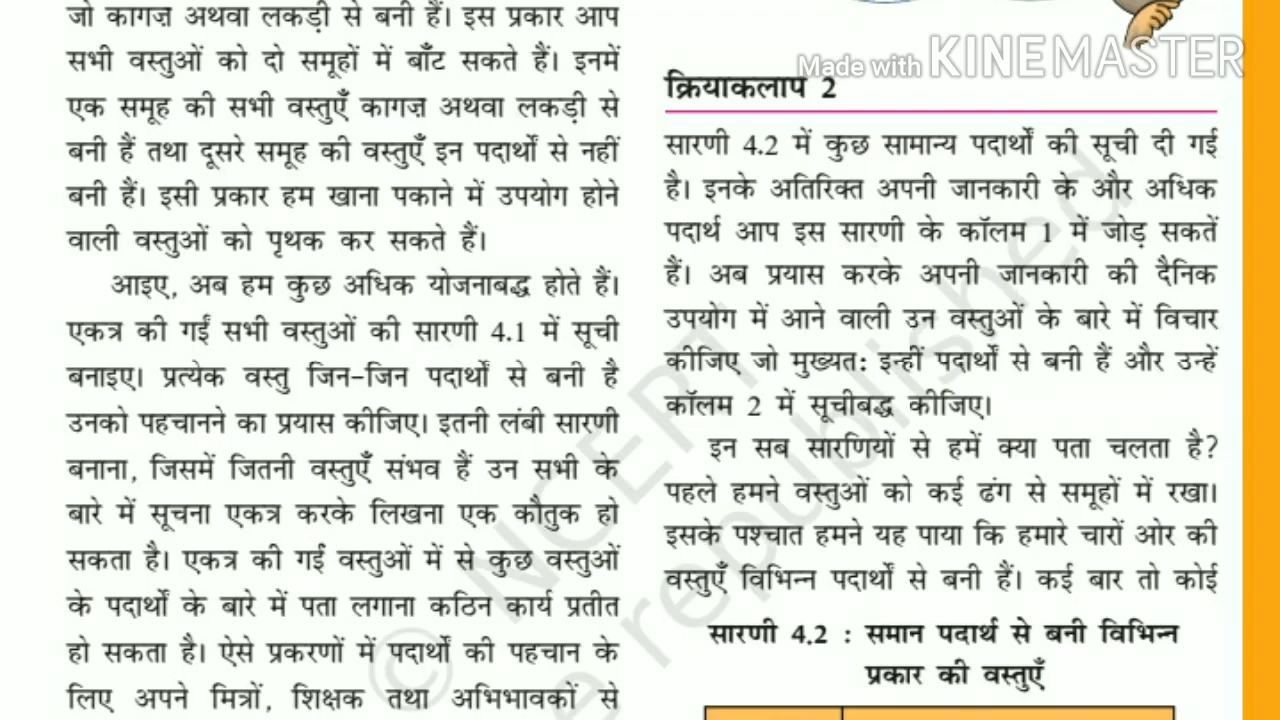 जो कागज़ अथवा लकड़ी से बनी हैं। इस प्रकार आप
सभी वस्तुओं को दो समूहों में बाँट सकते हैं। इनमें
एक समूह की सभी वस्तुएँ कागज़ अथवा लकड़ी से
बनी हैं तथा दूसरे समूह की वस्तुएँ इन पदार्थों से नहीं
बनी हैं। इसी प्रकार हम खाना पकाने में उपयोग होने
वाली वस्तुओं को पृथक कर सकते हैं।
आइए, अब हम कुछ अधिक योजनाबद्ध होते हैं।
एकत्र की गईं सभी वस्तुओं की सारणी 4.1 में सूची
बनाइए। प्रत्येक वस्तु जिन-जिन पदार्थों से बनी है
उनको पहचानने का प्रयास कीजिए। इतनी लंबी सारणी
बनाना, जिसमें जितनी वस्तुएँ संभव हैं उन सभी के
बारे में सूचना एकत्र करके लिखना एक कौतुक हो
सकता है। एकत्र की गईं वस्तुओं में से कुछ वस्तुओं
के पदार्थों के बारे में पता लगाना कठिन कार्य प्रतीत
हो सकता है। ऐसे प्रकरणों में पदार्थों की पहचान के
लिए अपने मित्रों, शिक्षक तथा अभिभावकों से
Made with KINEMASTER
क्रियाकलाप 2
सारणी 4.2 में कुछ सामान्य पदार्थों की सूची दी गई
है। इनके अतिरिक्त अपनी जानकारी के और अधिक
पदार्थ आप इस सारणी के कॉलम 1 में जोड़ सकतें
हैं। अब प्रयास करके अपनी जानकारी की दैनिक
उपयोग में आने वाली उन वस्तुओं के बारे में विचार
कीजिए जो मुख्यत: इन्हीं पदार्थों से बनी हैं और उन्हें
कॉलम 2 में सूचीबद्ध कीजिए।
इन सब सारणियों से हमें क्या पता चलता है?
पहले हमने वस्तुओं को कई ढंग से समूहों में रखा।
इसके पश्चात हमने यह पाया कि हमारे चारों ओर की
वस्तुएँ विभिन्न पदार्थों से बनी हैं। कई बार तो कोई
सारणी 4.2 : समान पदार्थ से बनी विभिन्न
प्रकार की वस्तुएँ
© NCERT
be republished